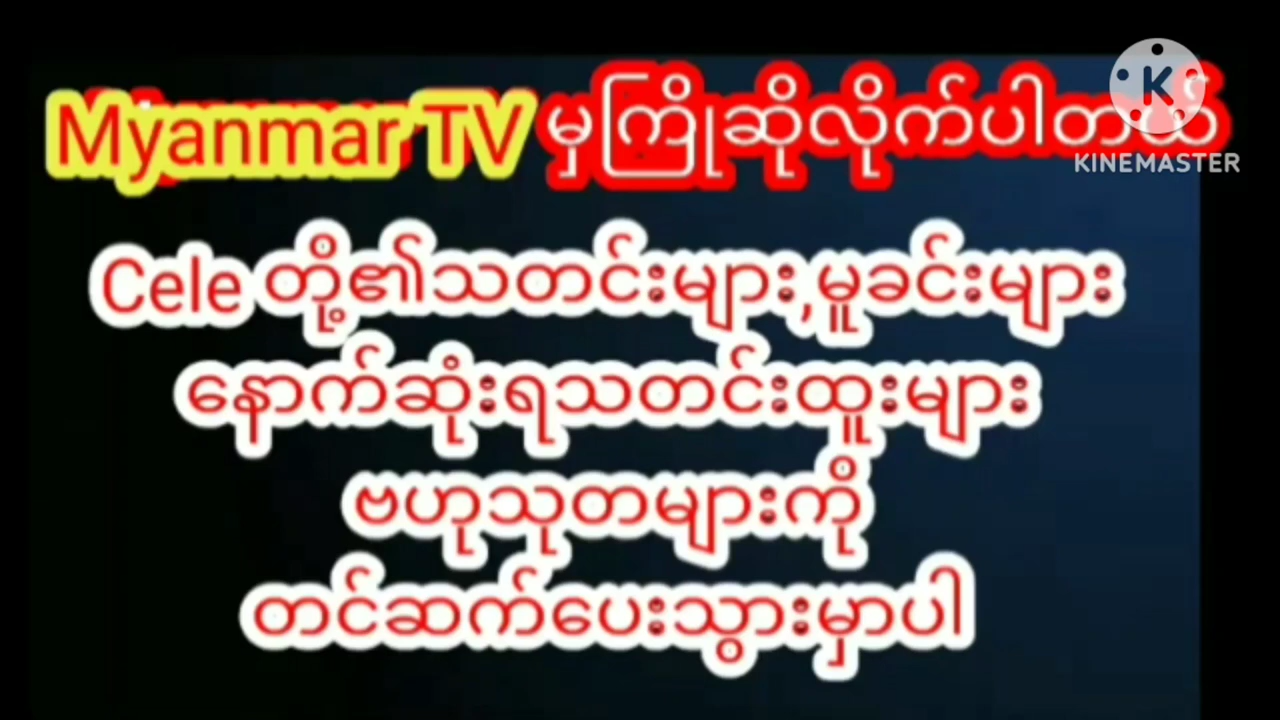 Myanmar TV မှကြိုဆိုလိုက်ပါတယ်
K
KINEMASTER
Cele တို့၏သတင်းများ,မူခင်းများ
နောက်ဆုံးရသတင်းထူးများ
ဗဟုသုတများကို
တင်ဆက်ပေးသွားမှာပါ